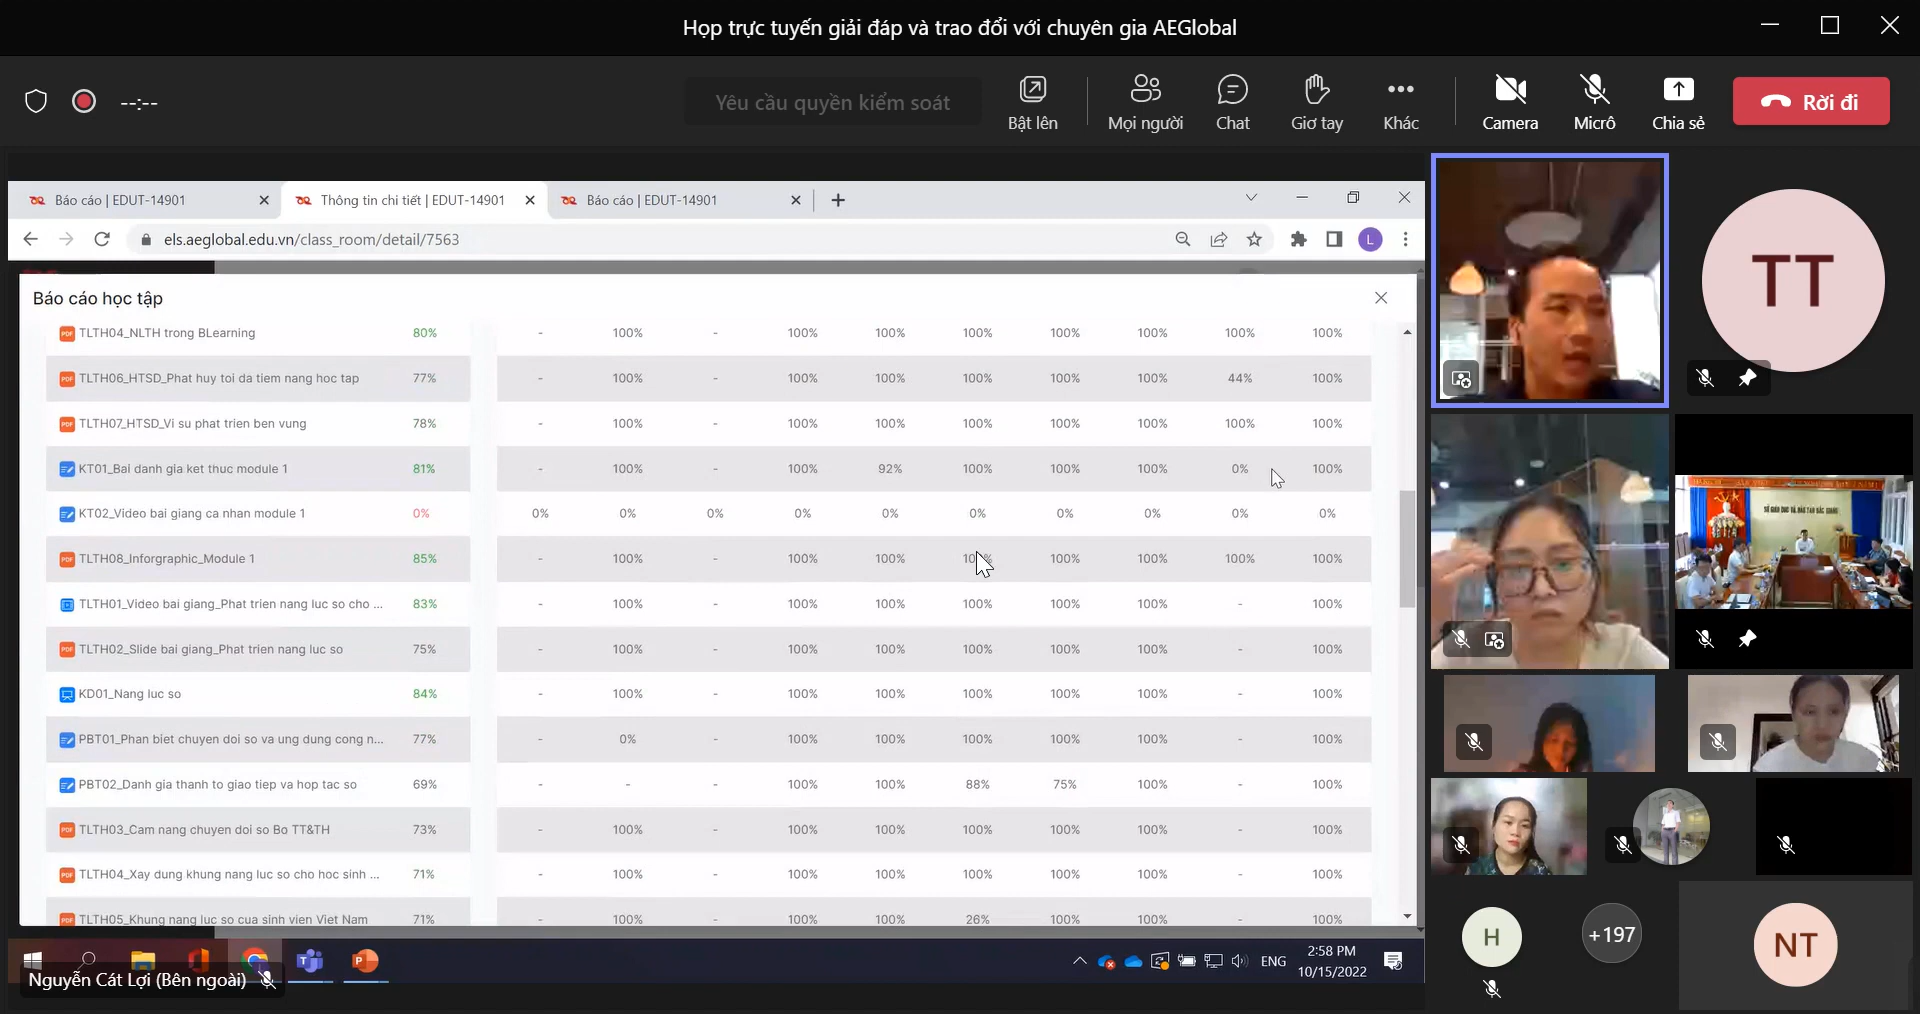 Họp trực tuyến giải đáp và trao đổi với chuyên gia AEGlobal
--:--
Yêu cầu quyền kiểm soát
Bật lên
Mọi người
Chat
Giơ tay
Khác
Camera
Micrô
Chia sẻ
Rời đi
Báo cáo | EDUT-14901
Thông tin chi tiết | EDUT-14901
Báo cáo | EDUT-14901
els.aeglobal.edu.vn/class_room/detail/7563
L
Báo cáo học tập
TLTH04_NLTH trong BLearning 80% - 100% - 100% 100% 100% 100% 100% 100% 100%
TLTH06_HTSD_Phat huy toi da tiem nang hoc tap 77% - 100% - 100% 100% 100% 100% 100% 44% 100%
TLTH07_HTSD_Vi su phat trien ben vung 78% - 100% - 100% 100% 100% 100% 100% 100% 100%
KT01_Bai danh gia ket thuc module 1 81% - 100% - 100% 92% 100% 100% 100% 0% 100%
KT02_Video bai giang ca nhan module 1 0% 0% 0% 0% 0% 0% 0% 0% 0% 0% 0%
TLTH08_Inforgraphic_Module 1 85% - 100% - 100% 100% 100% 100% 100% 100% 100%
TLTH01_Video bai giang_Phat trien nang luc so cho ... 83% - 100% - 100% 100% 100% 100% 100% - 100%
TLTH02_Slide bai giang_Phat trien nang luc so 75% - 100% - 100% 100% 100% 100% 100% - 100%
KD01_Nang luc so 84% - 100% - 100% 100% 100% 100% 100% - 100%
PBT01_Phan biet chuyen doi so va ung dung cong n... 77% - 0% - 100% 100% 100% 100% 100% - 100%
PBT02_Danh gia thanh to giao tiep va hop tac so 69% - - - 100% 100% 88% 75% 100% - 100%
TLTH03_Cam nang chuyen doi so Bo TT&TH 73% - 100% - 100% 100% 100% 100% 100% - 100%
TLTH04_Xay dung khung nang luc so cho hoc sinh ... 71% - 100% - 100% 100% 100% 100% 100% - 100%
TLTH05_Khung nang luc so cua sinh vien Viet Nam 71% - 100% - 100% 100% 26% 100% 100% - 100%
ENG
2:58 PM
10/15/2022
Nguyễn Cát Lợi (Bên ngoài)
TT
SỞ GIÁO DỤC VÀ ĐÀO TẠO BẮC GIANG
H
+197
NT